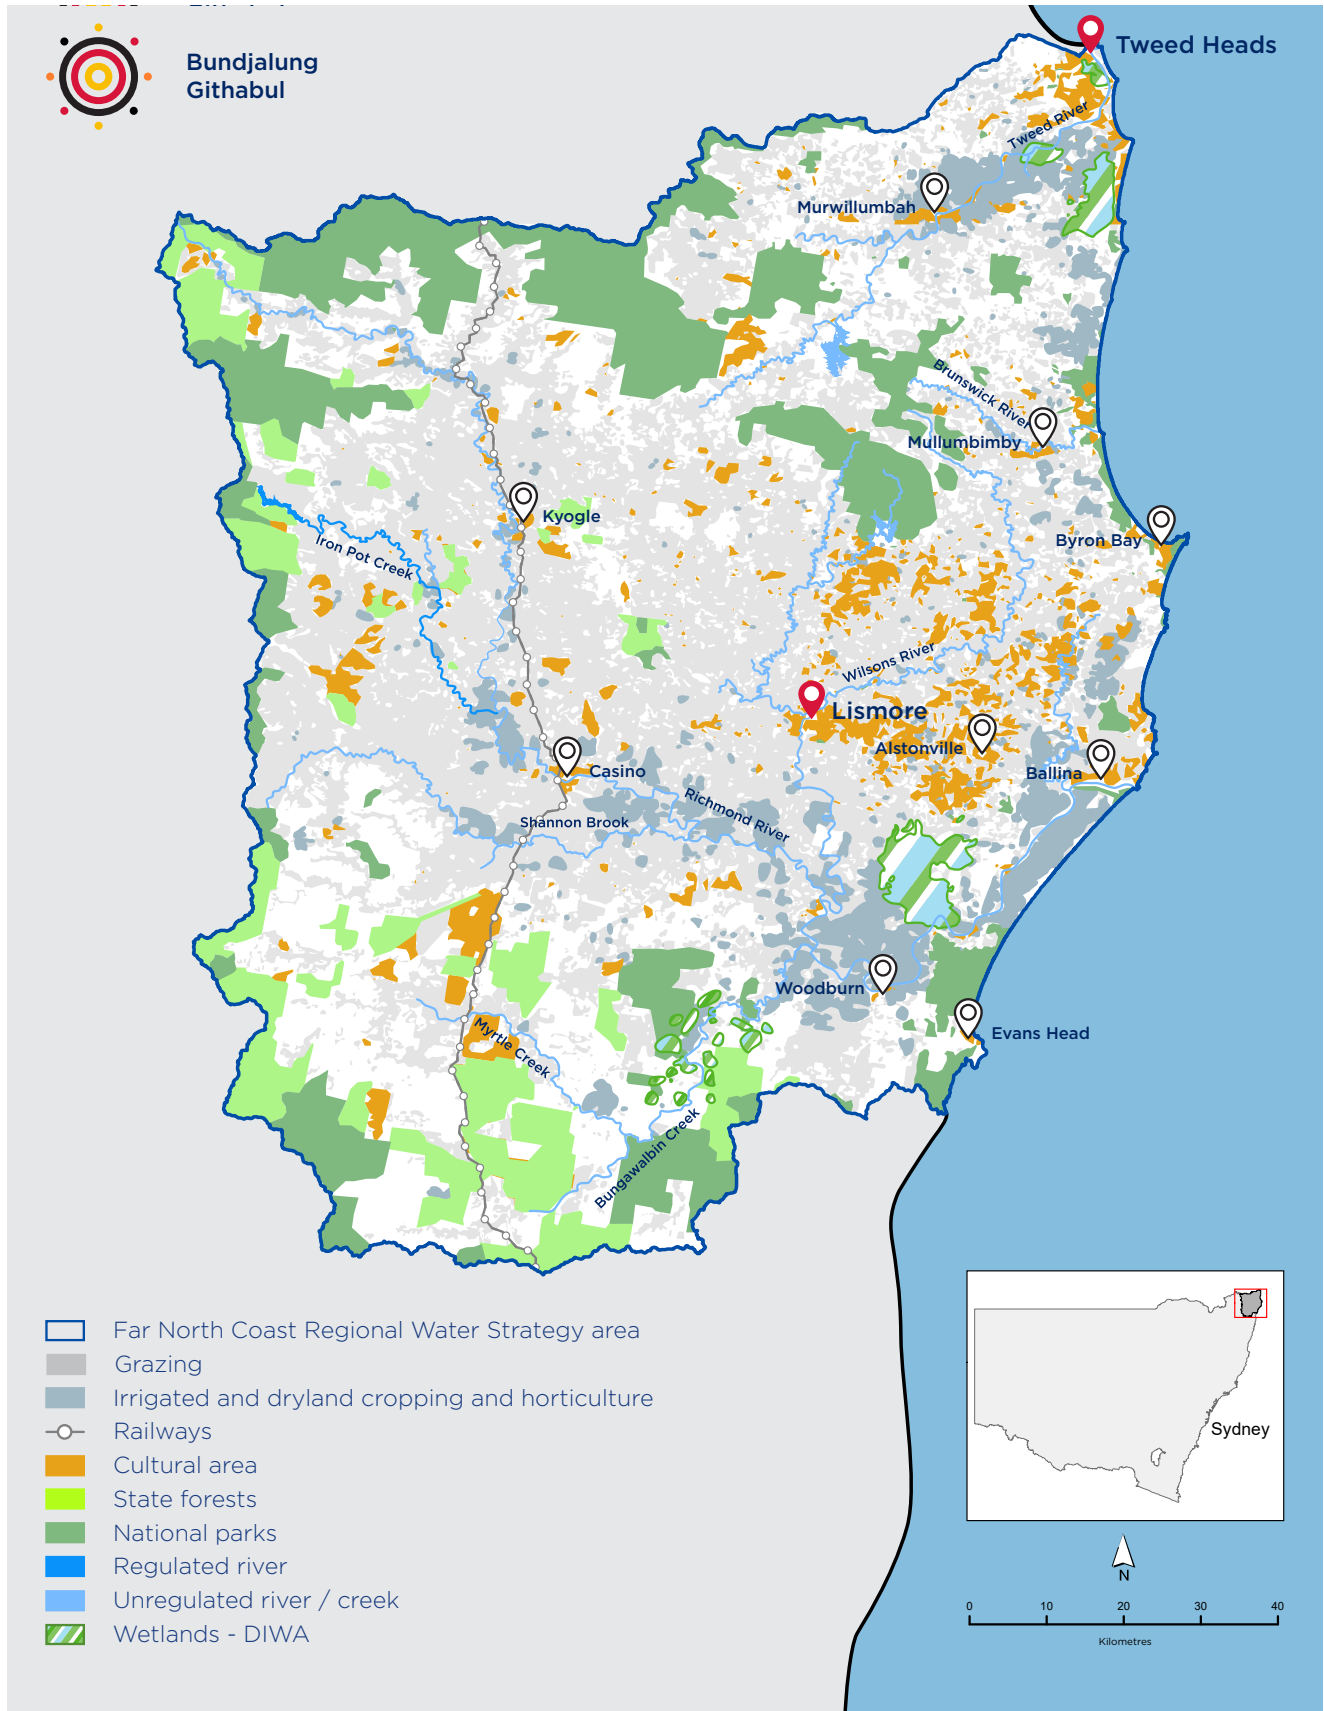 Bundjalung
Githabul
Tweed Heads
Tweed River
Murwillumbah
Brunswick River
Mullumbimby
Kyogle
Byron Bay
Iron Pot Creek
Wilsons River
Lismore
Alstonville
Casino
Ballina
Richmond River
Shannon Brook
Woodburn
Evans Head
Myrtle Creek
Bungawalbin Creek
Far North Coast Regional Water Strategy area
Grazing
Irrigated and dryland cropping and horticulture
Railways
Cultural area
State forests
National parks
Regulated river
Unregulated river / creek
Wetlands - DIWA
Sydney
N
0 10 20 30 40
Kilometres